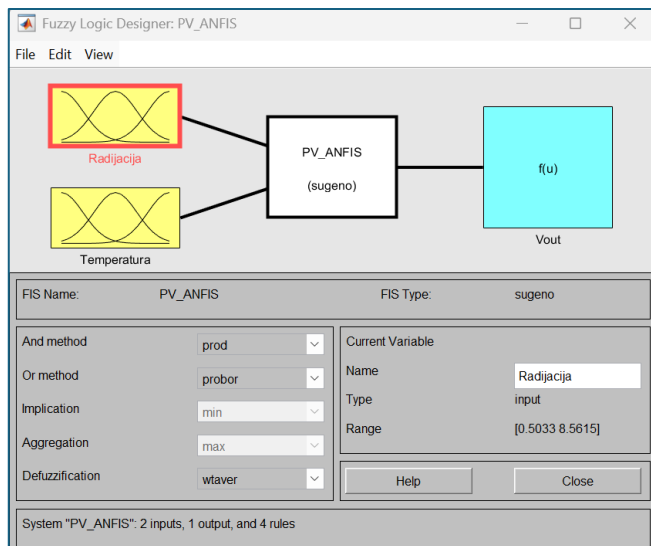 Fuzzy Logic Designer: PV_ANFIS
File Edit View
Radijacija
Temperatura
PV_ANFIS
(sugeno)
f(u)
Vout
FIS Name: PV_ANFIS FIS Type: sugeno
And method prod
Or method probor
Implication min
Aggregation max
Defuzzification wtaver
Current Variable
Name Radijacija
Type input
Range [0.5033 8.5615]
Help Close
System "PV_ANFIS": 2 inputs, 1 output, and 4 rules